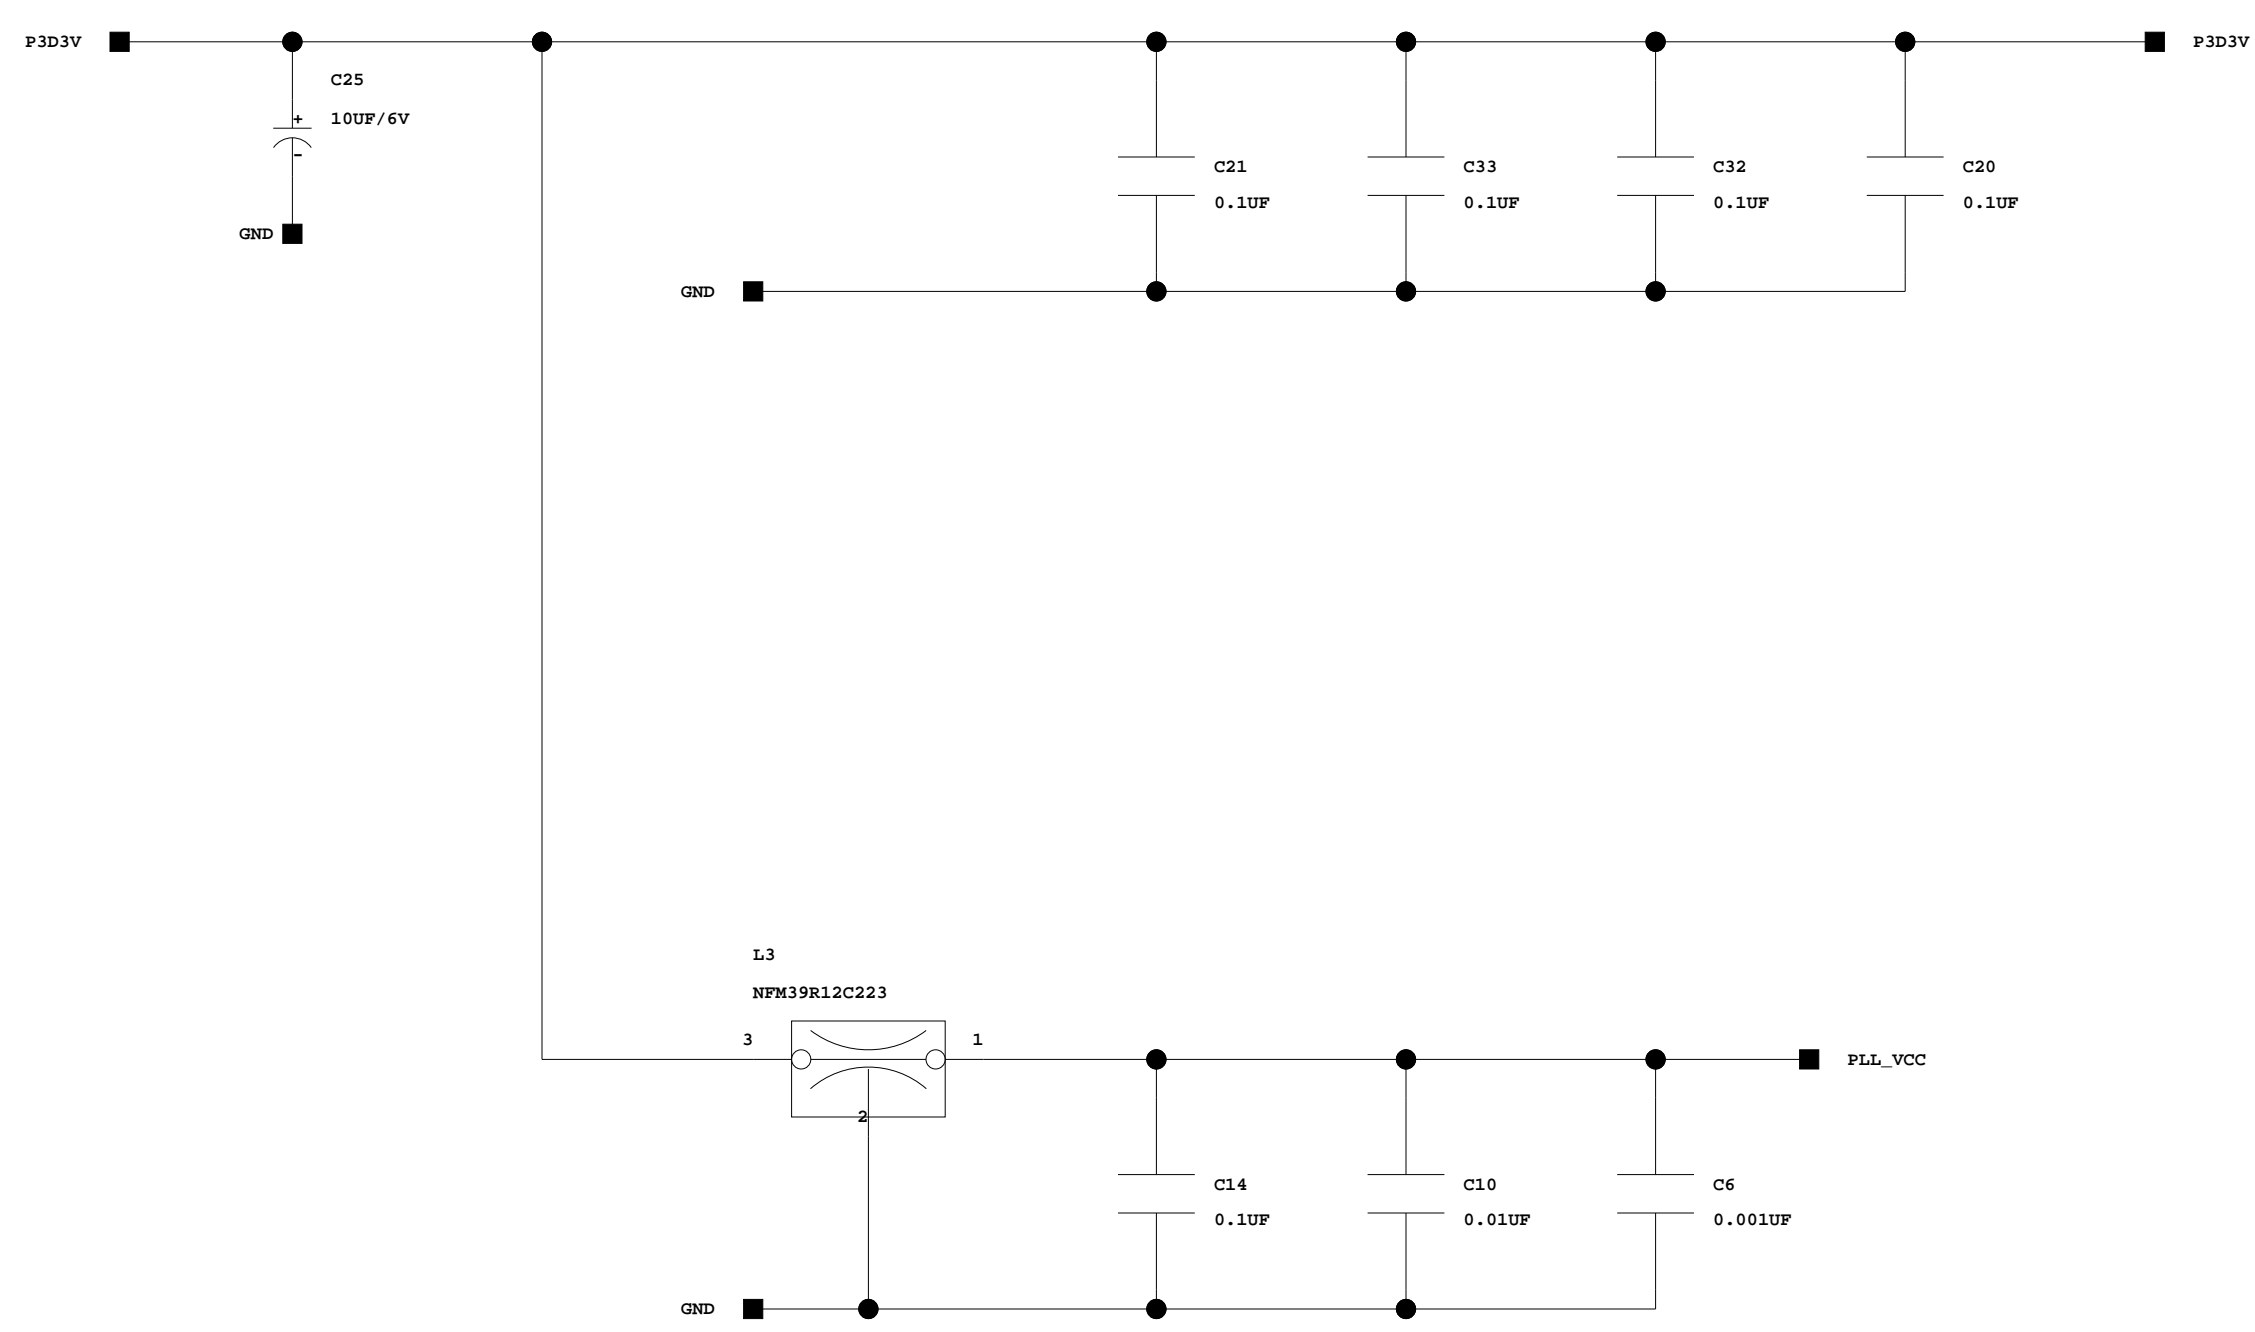 P3D3V
P3D3V
C25
+
10UF/6V
-
GND
C21
0.1UF
C33
0.1UF
C32
0.1UF
C20
0.1UF
GND
L3
NFM39R12C223
3
1
2
PLL_VCC
C14
0.1UF
C10
0.01UF
C6
0.001UF
GND